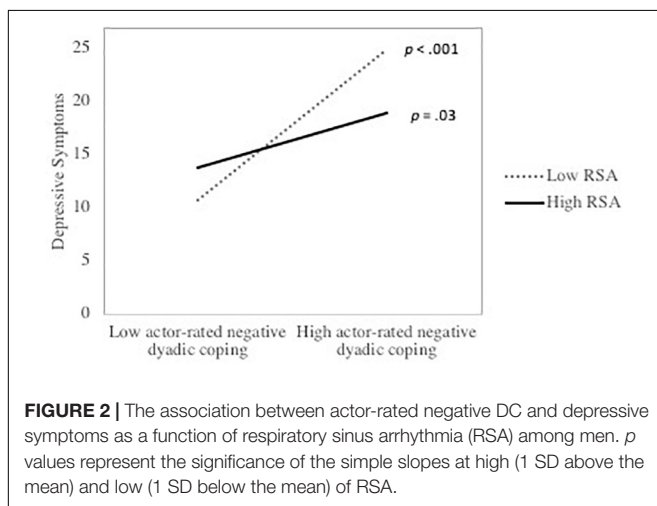 25
20
15
10
5
0
Depressive Symptoms
p < .001
p = .03
Low RSA
High RSA
Low actor-rated negative dyadic coping
High actor-rated negative dyadic coping
FIGURE 2 | The association between actor-rated negative DC and depressive
symptoms as a function of respiratory sinus arrhythmia (RSA) among men. p
values represent the significance of the simple slopes at high (1 SD above the
mean) and low (1 SD below the mean) of RSA.